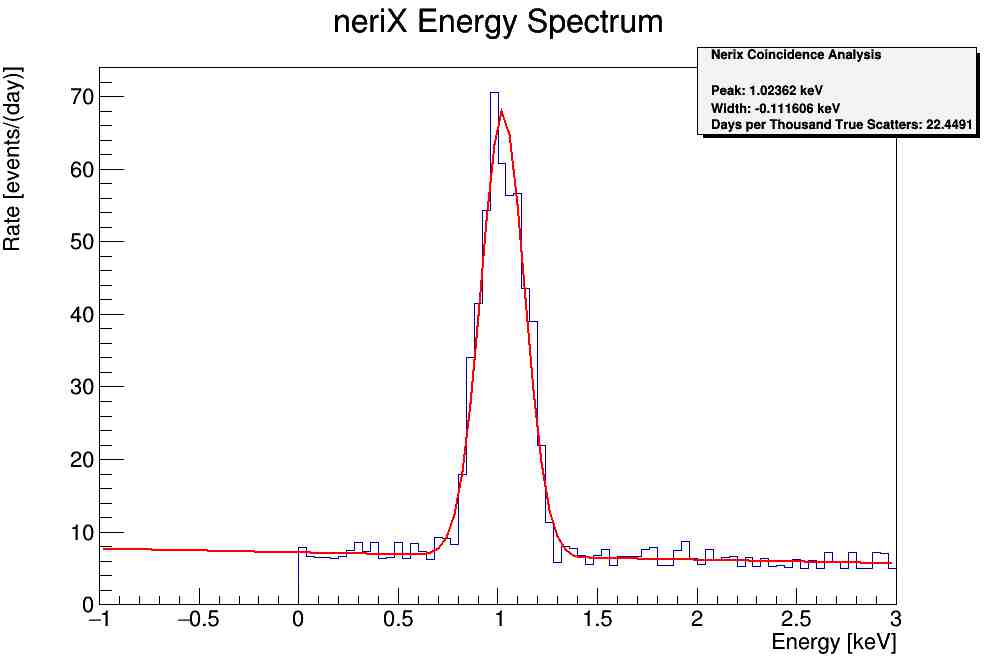 neriX Energy Spectrum
Nerix Coincidence Analysis
Peak: 1.02362 keV
Width: -0.111606 keV
Days per Thousand True Scatters: 22.4491
Rate [events/(day)]
70
60
50
40
30
20
10
0
−1 −0.5 0 0.5 1 1.5 2 2.5 3
Energy [keV]